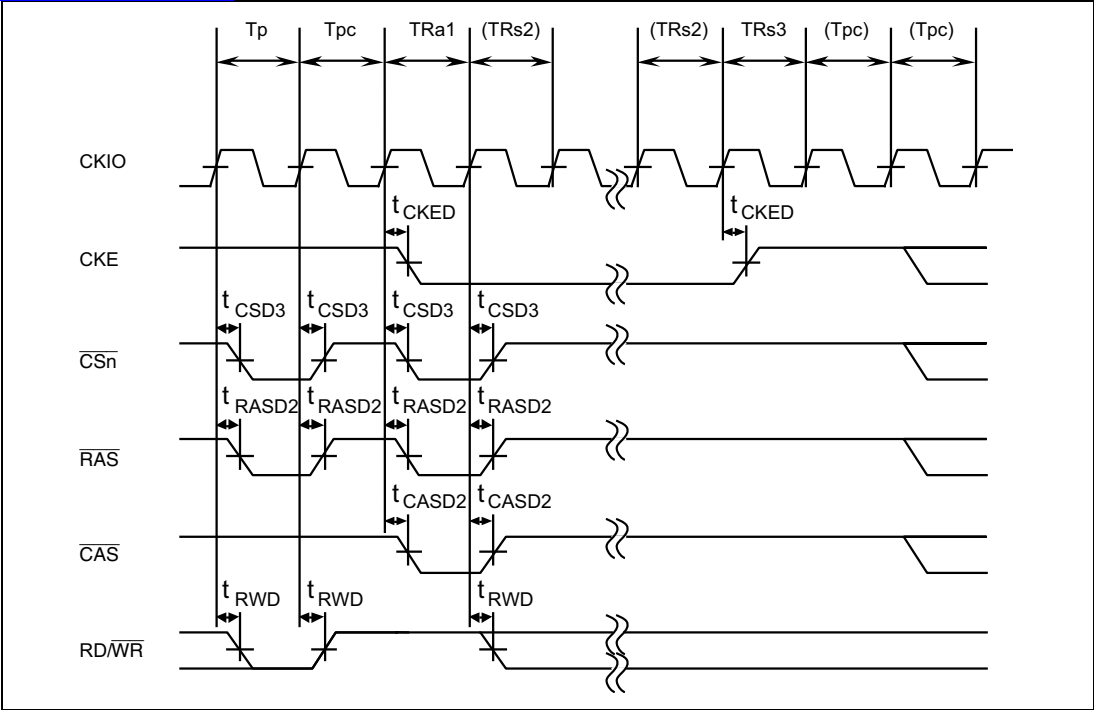 Tp Tpc TRa1 (TRs2) (TRs2) TRs3 (Tpc) (Tpc)
CKIO
tCKED tCKED
CKE
tCSD3 tCSD3 tCSD3 tCSD3
CSn
tRASD2 tRASD2 tRASD2 tRASD2
RAS
tCASD2 tCASD2
CAS
tRWD tRWD tRWD
RD/WR